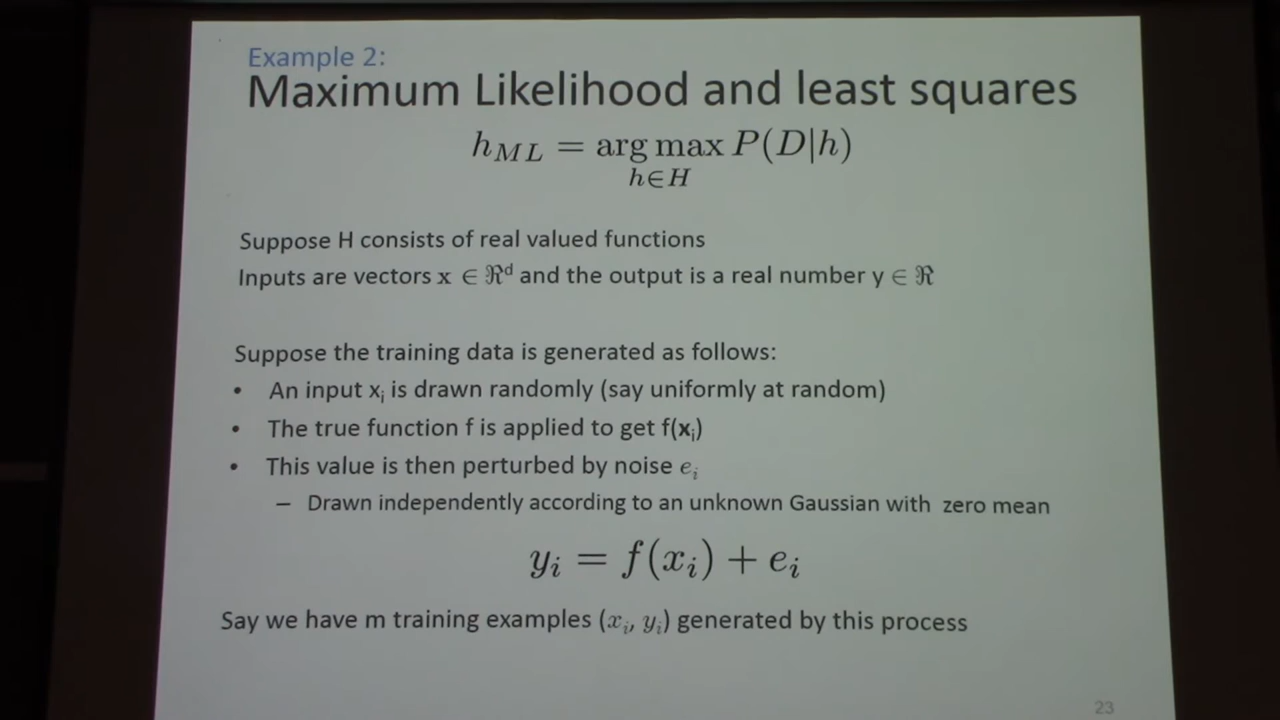 Example 2:
Maximum Likelihood and least squares
h_{ML} = arg max P(D|h)
h∈H
Suppose H consists of real valued functions
Inputs are vectors x ∈ ℜ^d and the output is a real number y ∈ ℜ
Suppose the training data is generated as follows:
• An input x_i is drawn randomly (say uniformly at random)
• The true function f is applied to get f(x_i)
• This value is then perturbed by noise e_i
– Drawn independently according to an unknown Gaussian with zero mean
y_i = f(x_i) + e_i
Say we have m training examples (x_i, y_i) generated by this process
23